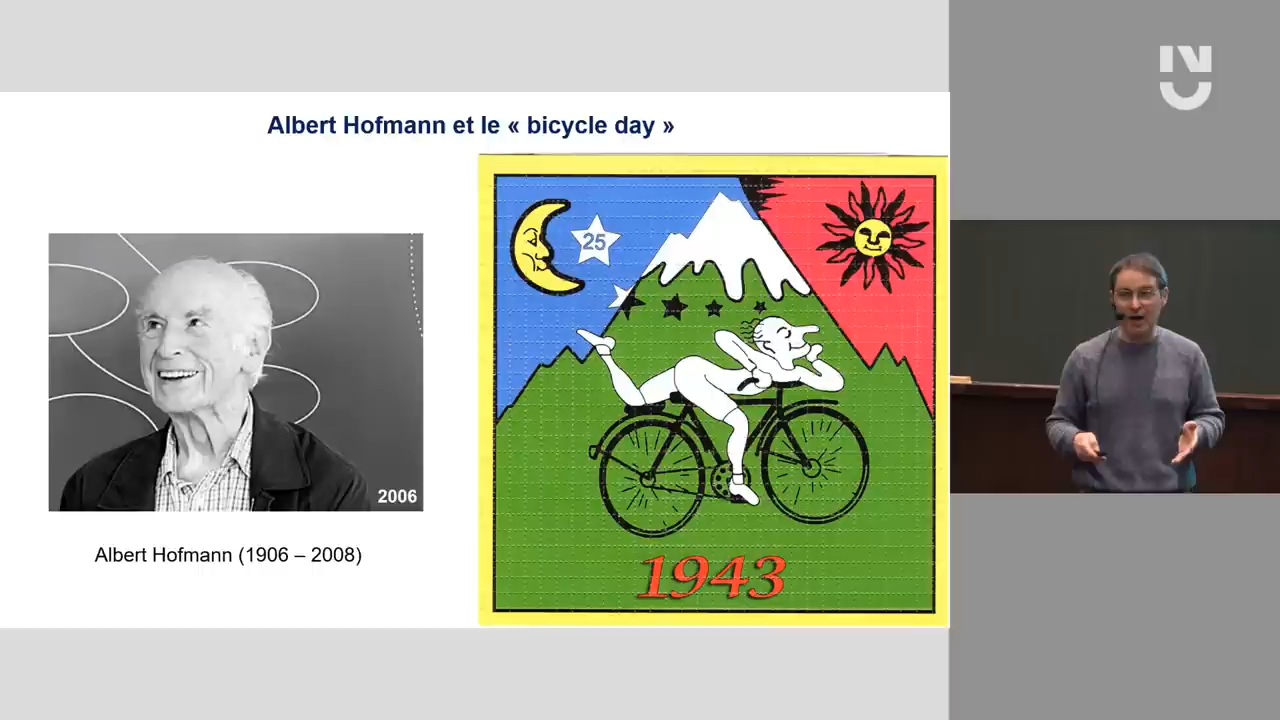 Albert Hofmann et le « bicycle day »
25
2006
1943
Albert Hofmann (1906 – 2008)